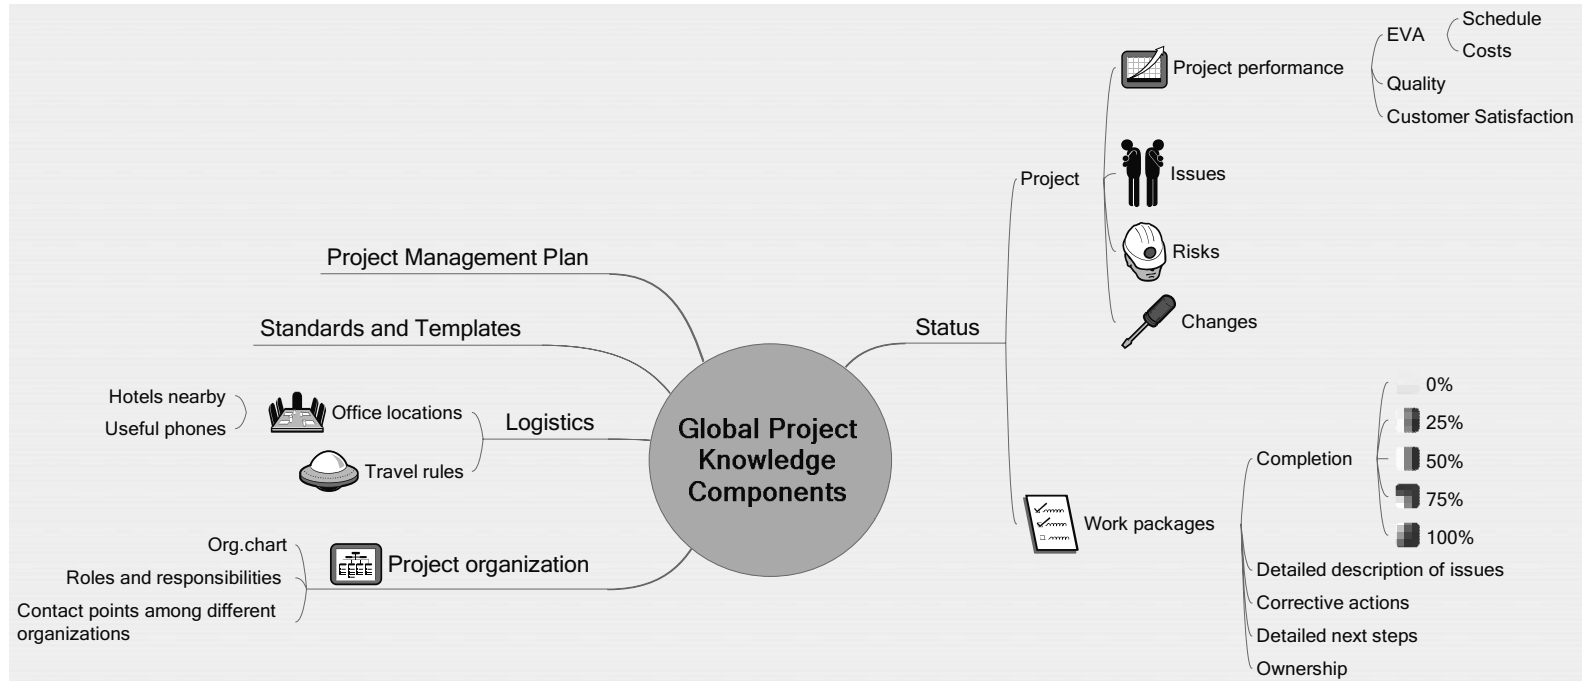 Global Project
Knowledge
Components
Project Management Plan
Standards and Templates
Logistics
Office locations
Hotels nearby
Useful phones
Travel rules
Project organization
Org.chart
Roles and responsibilities
Contact points among different
organizations
Status
Project
Project performance
EVA
Schedule
Costs
Quality
Customer Satisfaction
Issues
Risks
Changes
Work packages
Completion
0%
25%
50%
75%
100%
Detailed description of issues
Corrective actions
Detailed next steps
Ownership